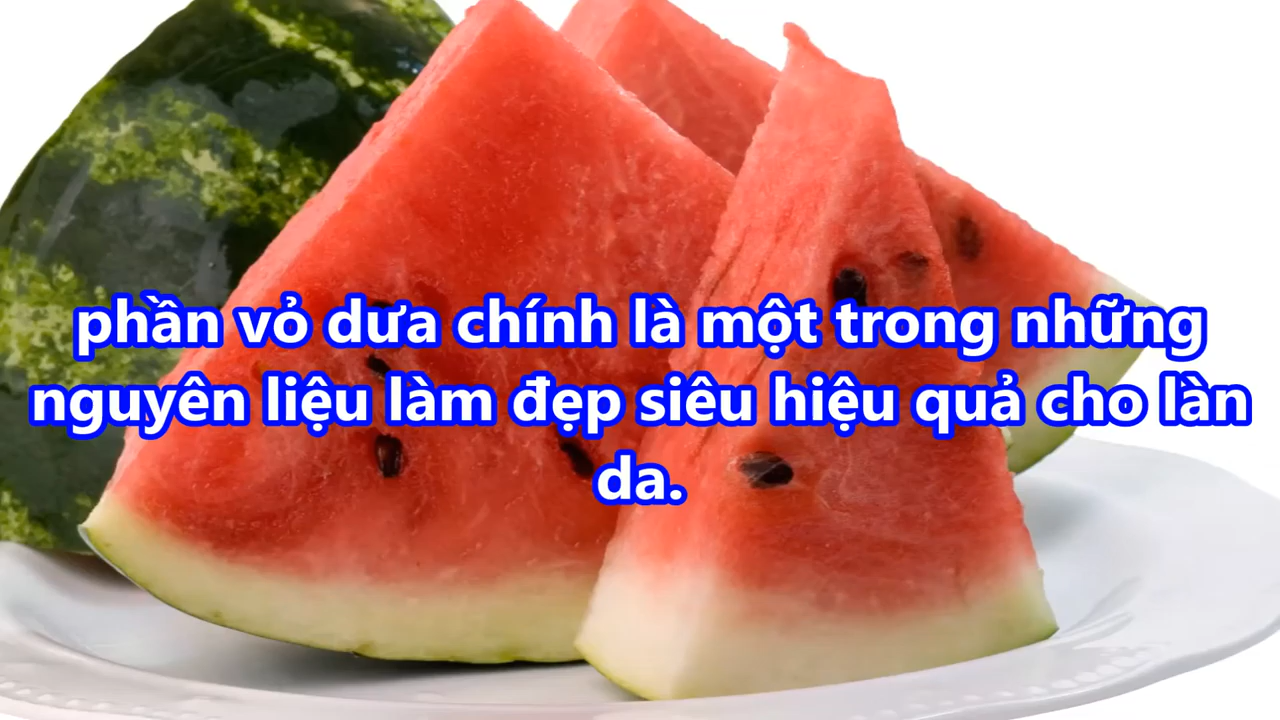 phần vỏ dưa chính là một trong những
nguyên liệu làm đẹp siêu hiệu quả cho làn
da.